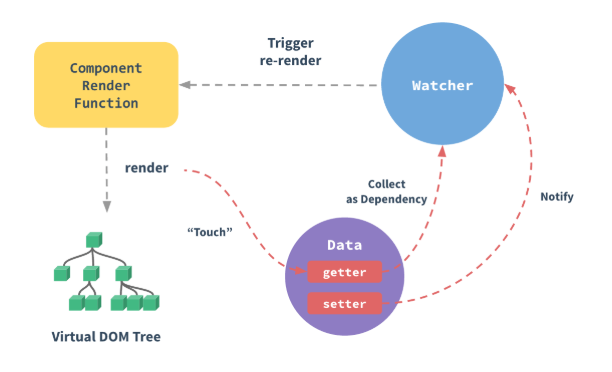 Trigger
re-render
Component
Render
Function
Watcher
render
Collect
as Dependency
Notify
“Touch”
Data
getter
setter
Virtual DOM Tree